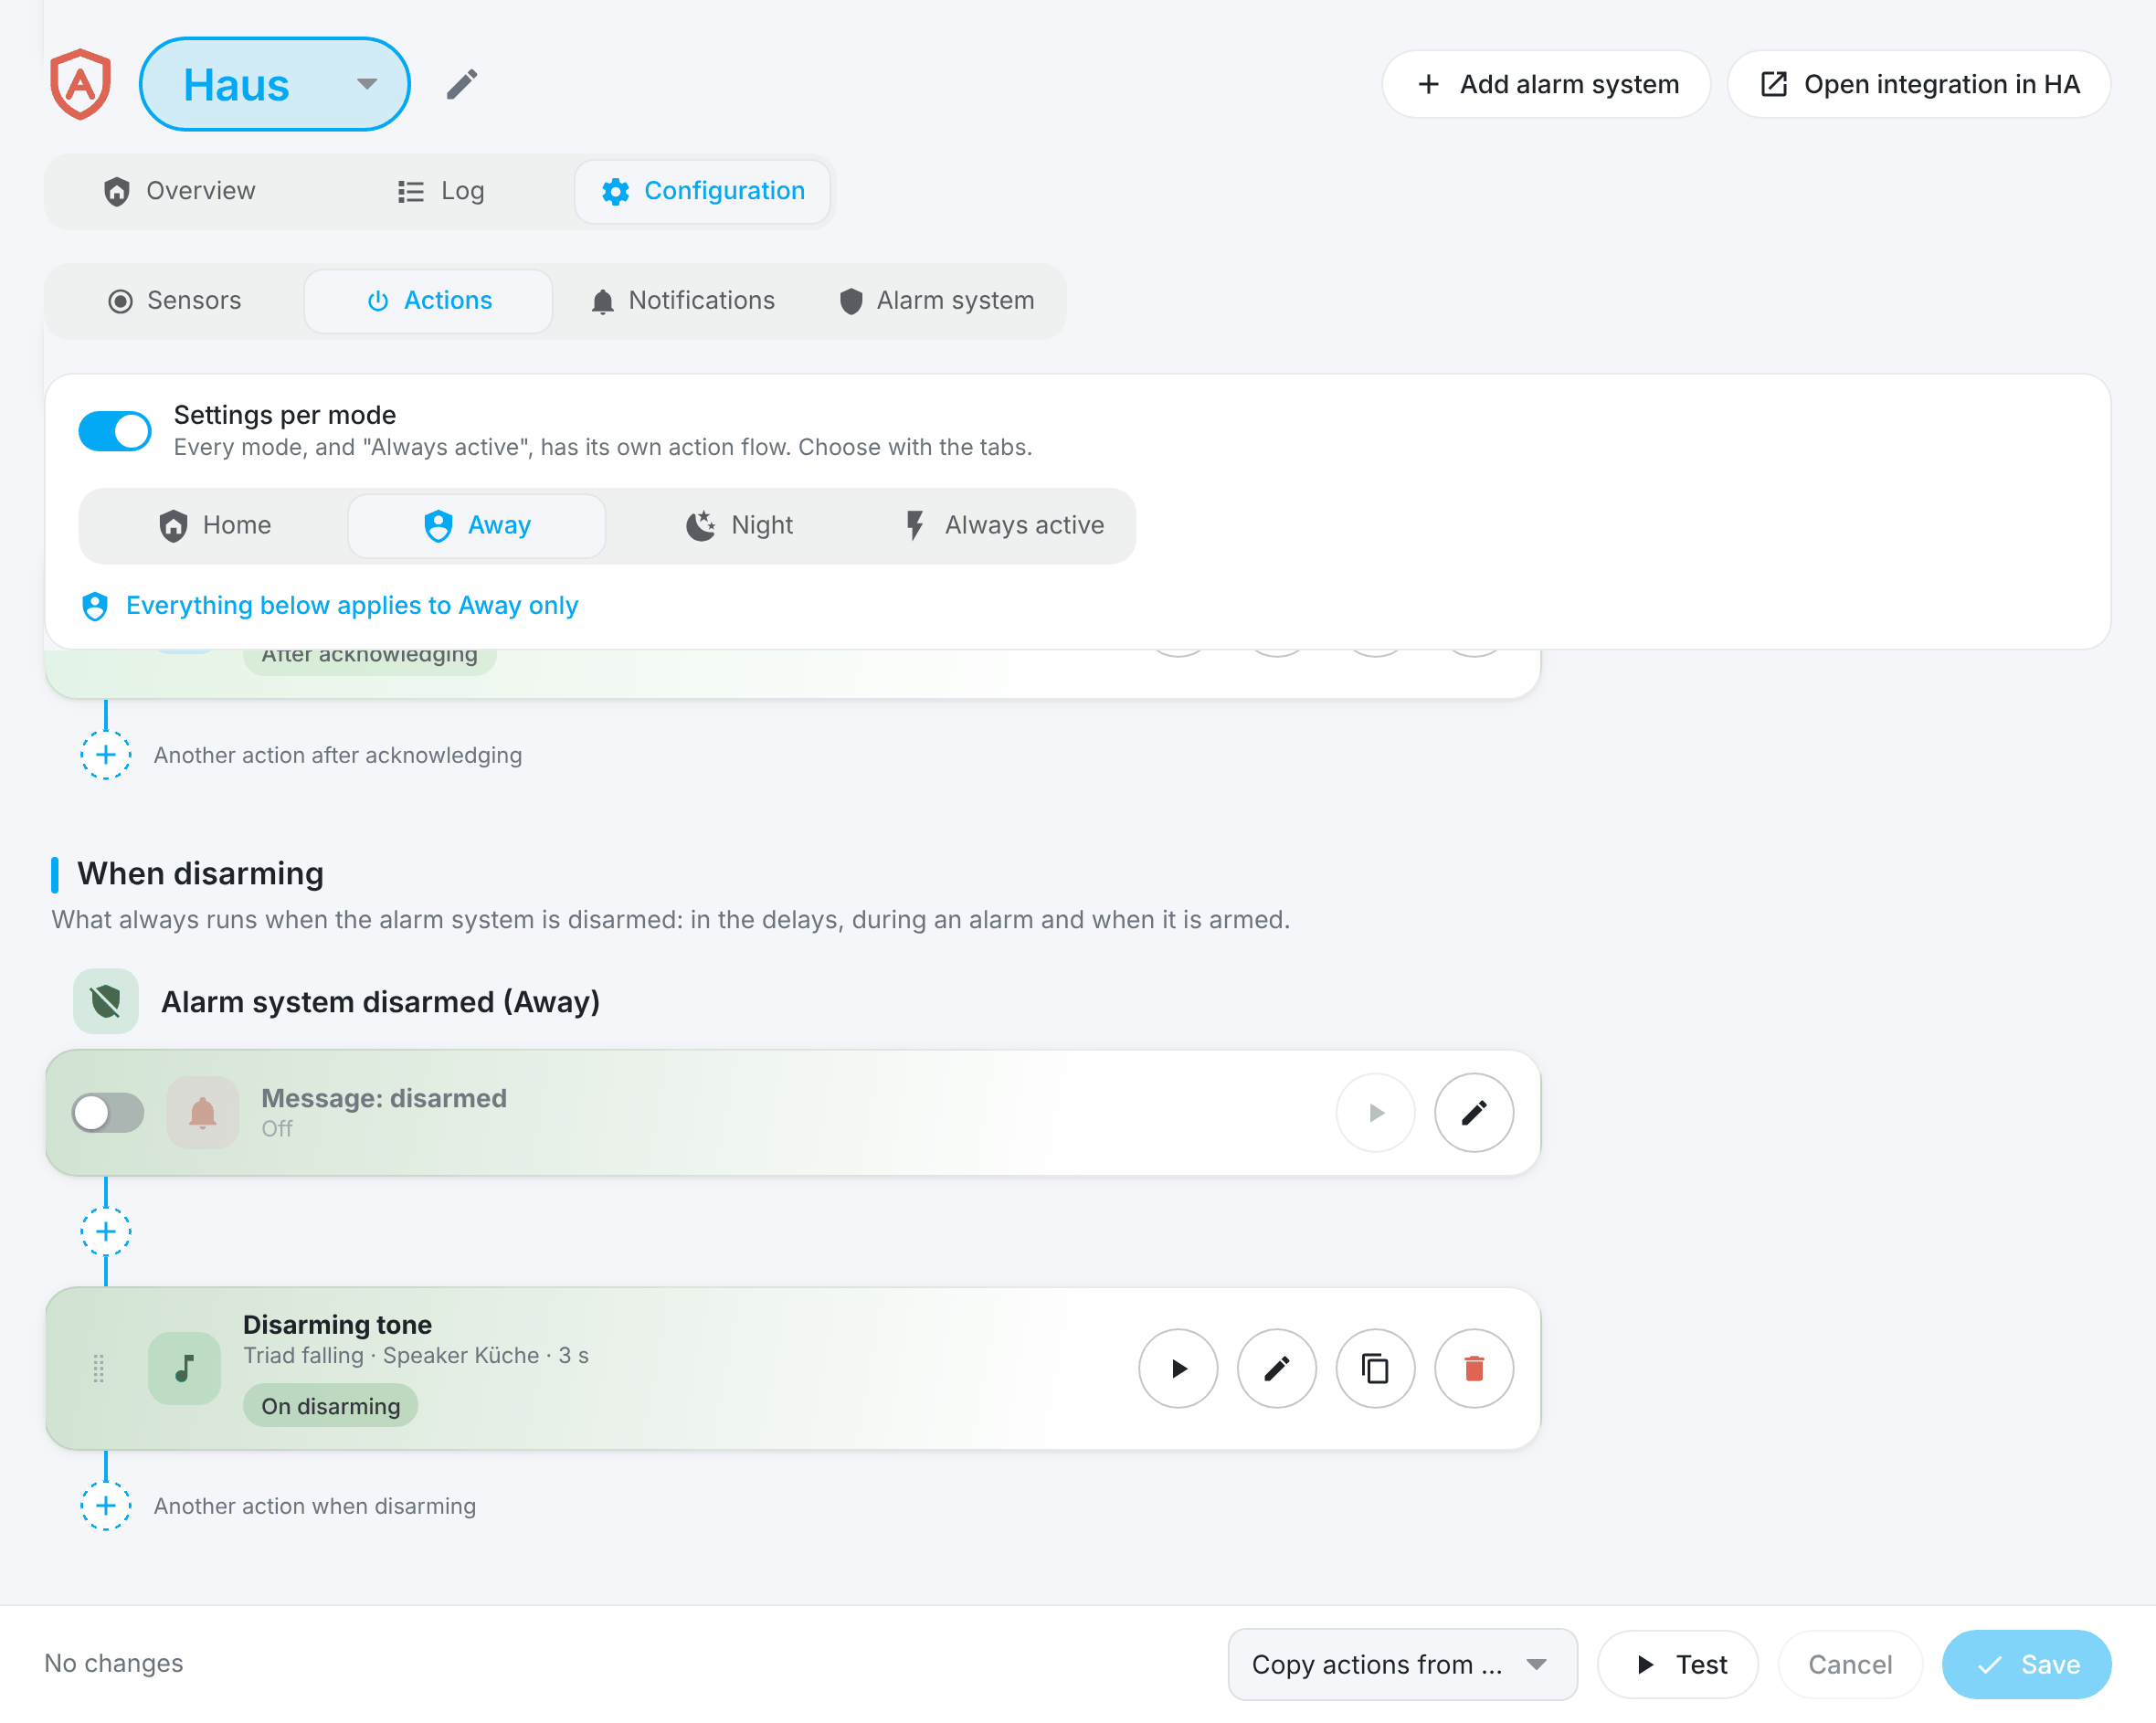 Haus
Add alarm system
Open integration in HA
Overview
Log
Configuration
Sensors
Actions
Notifications
Alarm system
Settings per mode
Every mode, and "Always active", has its own action flow. Choose with the tabs.
Home
Away
Night
Always active
Everything below applies to Away only
After acknowledging
Another action after acknowledging
When disarming
What always runs when the alarm system is disarmed: in the delays, during an alarm and when it is armed.
Alarm system disarmed (Away)
Message: disarmed
Off
Disarming tone
Triad falling · Speaker Küche · 3 s
On disarming
Another action when disarming
No changes
Copy actions from ...
Test
Cancel
Save